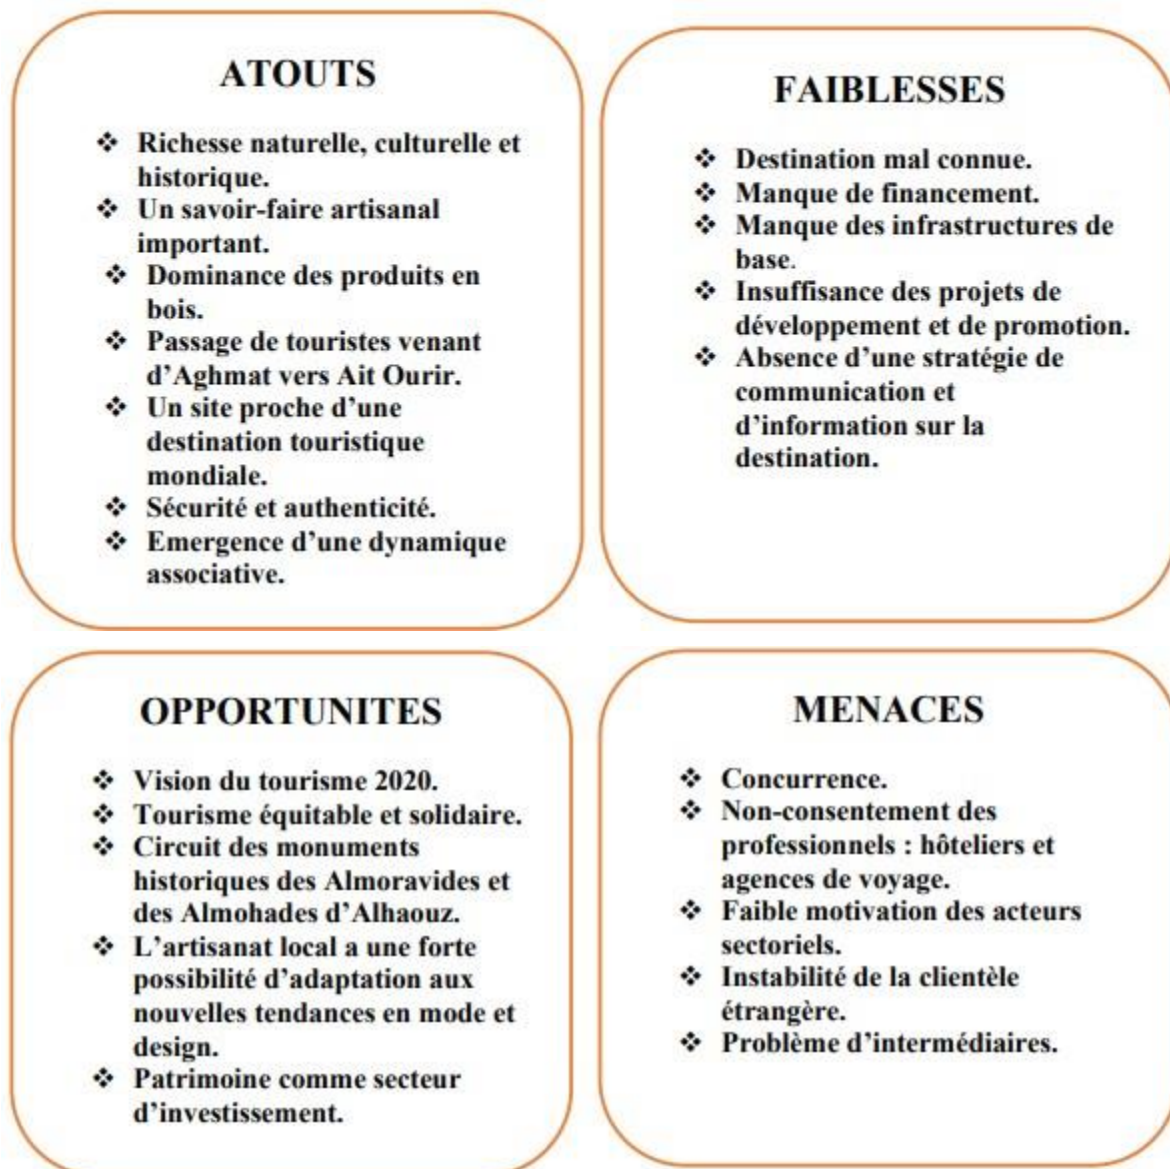 ATOUTS
❖ Richesse naturelle, culturelle et
historique.
❖ Un savoir-faire artisanal
important.
❖ Dominance des produits en
bois.
❖ Passage de touristes venant
d’Aghmat vers Ait Ourir.
❖ Un site proche d’une
destination touristique
mondiale.
❖ Sécurité et authenticité.
❖ Emergence d’une dynamique
associative.
FAIBLESSES
❖ Destination mal connue.
❖ Manque de financement.
❖ Manque des infrastructures de
base.
❖ Insuffisance des projets de
développement et de promotion.
❖ Absence d’une stratégie de
communication et
d’information sur la
destination.
OPPORTUNITES
❖ Vision du tourisme 2020.
❖ Tourisme équitable et solidaire.
❖ Circuit des monuments
historiques des Almoravides et
des Almohades d’Alhaouz.
❖ L’artisanat local a une forte
possibilité d’adaptation aux
nouvelles tendances en mode et
design.
❖ Patrimoine comme secteur
d’investissement.
MENACES
❖ Concurrence.
❖ Non-consentement des
professionnels : hôteliers et
agences de voyage.
❖ Faible motivation des acteurs
sectoriels.
❖ Instabilité de la clientèle
étrangère.
❖ Problème d’intermédiaires.